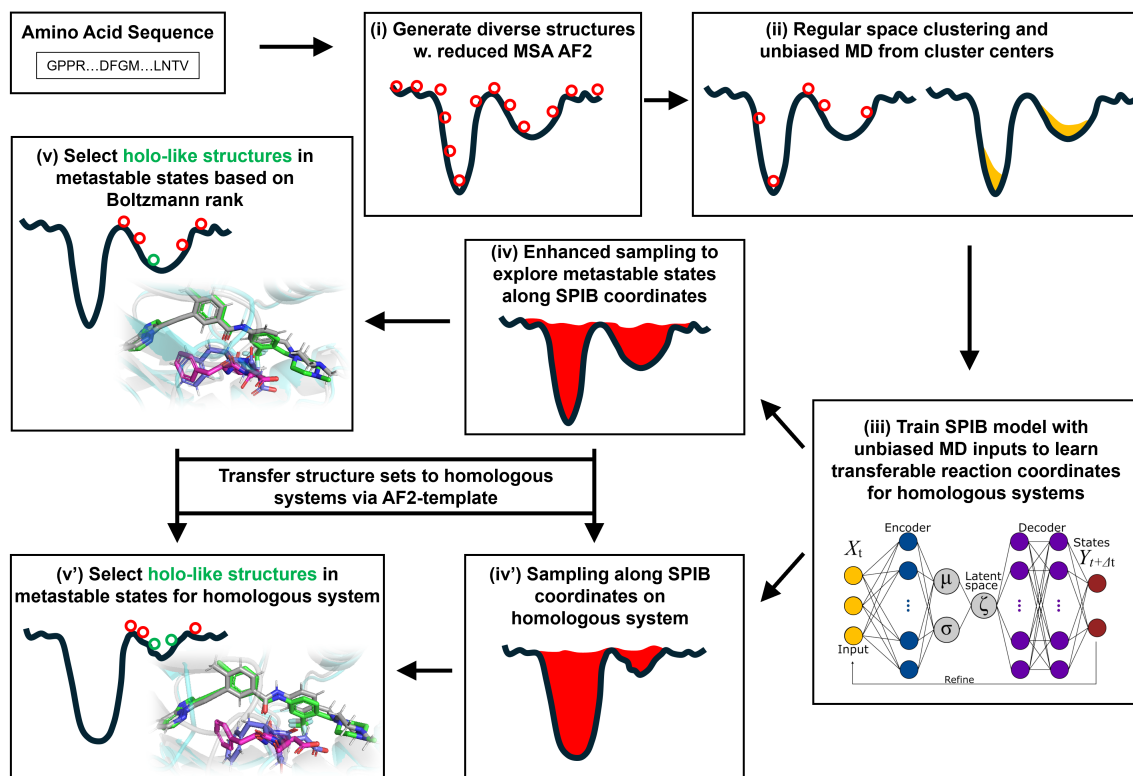 Amino Acid Sequence
GPPR...DFGM...LNTV
(i) Generate diverse structures
w. reduced MSA AF2
(ii) Regular space clustering and
unbiased MD from cluster centers
(v) Select holo-like structures in
metastable states based on
Boltzmann rank
(iv) Enhanced sampling to
explore metastable states
along SPIB coordinates
(iii) Train SPIB model with
unbiased MD inputs to learn
transferable reaction coordinates
for homologous systems
Encoder
Decoder
Xt
States
Yt+Δt
Latent
space
μ
σ
ζ
Input
Refine
Transfer structure sets to homologous
systems via AF2-template
(v') Select holo-like structures in
metastable states for homologous system
(iv') Sampling along SPIB
coordinates on
homologous system